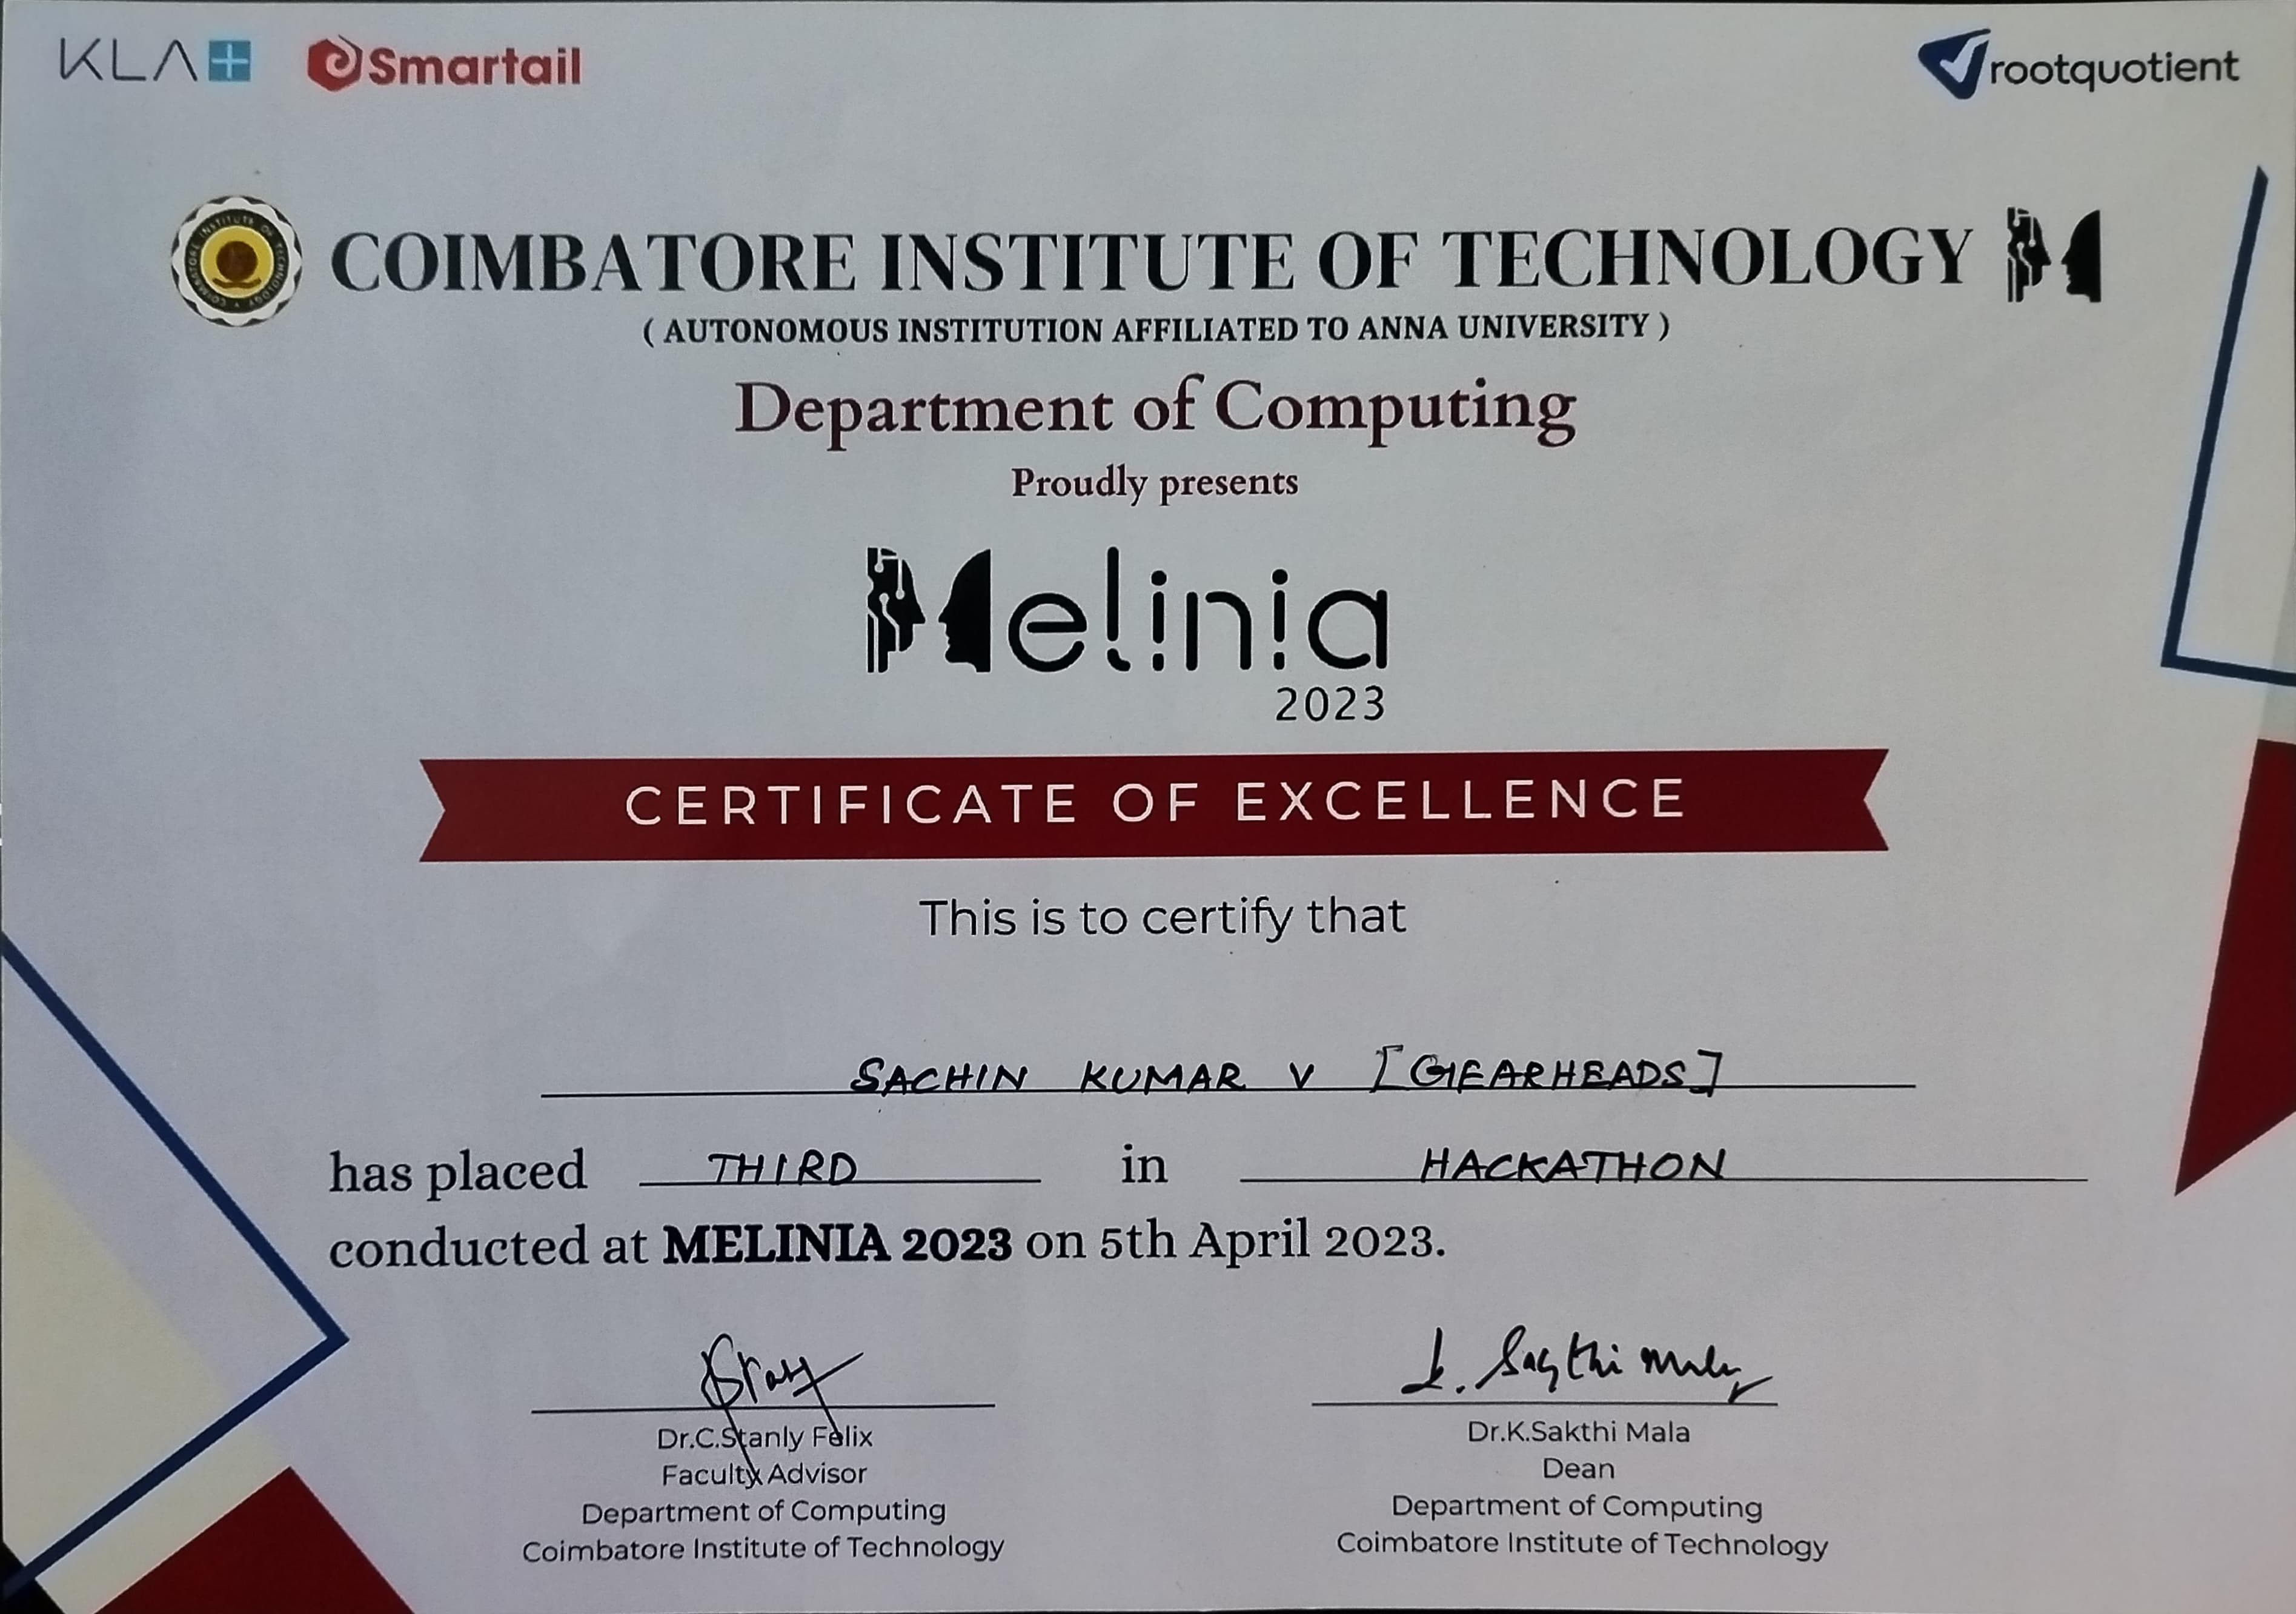 KLA+
Smartail
rootquotient
COIMBATORE INSTITUTE OF TECHNOLOGY
( AUTONOMOUS INSTITUTION AFFILIATED TO ANNA UNIVERSITY )
Department of Computing
Proudly presents
Melinia
2023
CERTIFICATE OF EXCELLENCE
This is to certify that
SACHIN KUMAR V [GEARHEADS]
has placed THIRD in HACKATHON
conducted at MELINIA 2023 on 5th April 2023.
K. Sagthi Mala
Dr.C.Stanly Felix
Faculty Advisor
Department of Computing
Coimbatore Institute of Technology
Dr.K.Sakthi Mala
Dean
Department of Computing
Coimbatore Institute of Technology